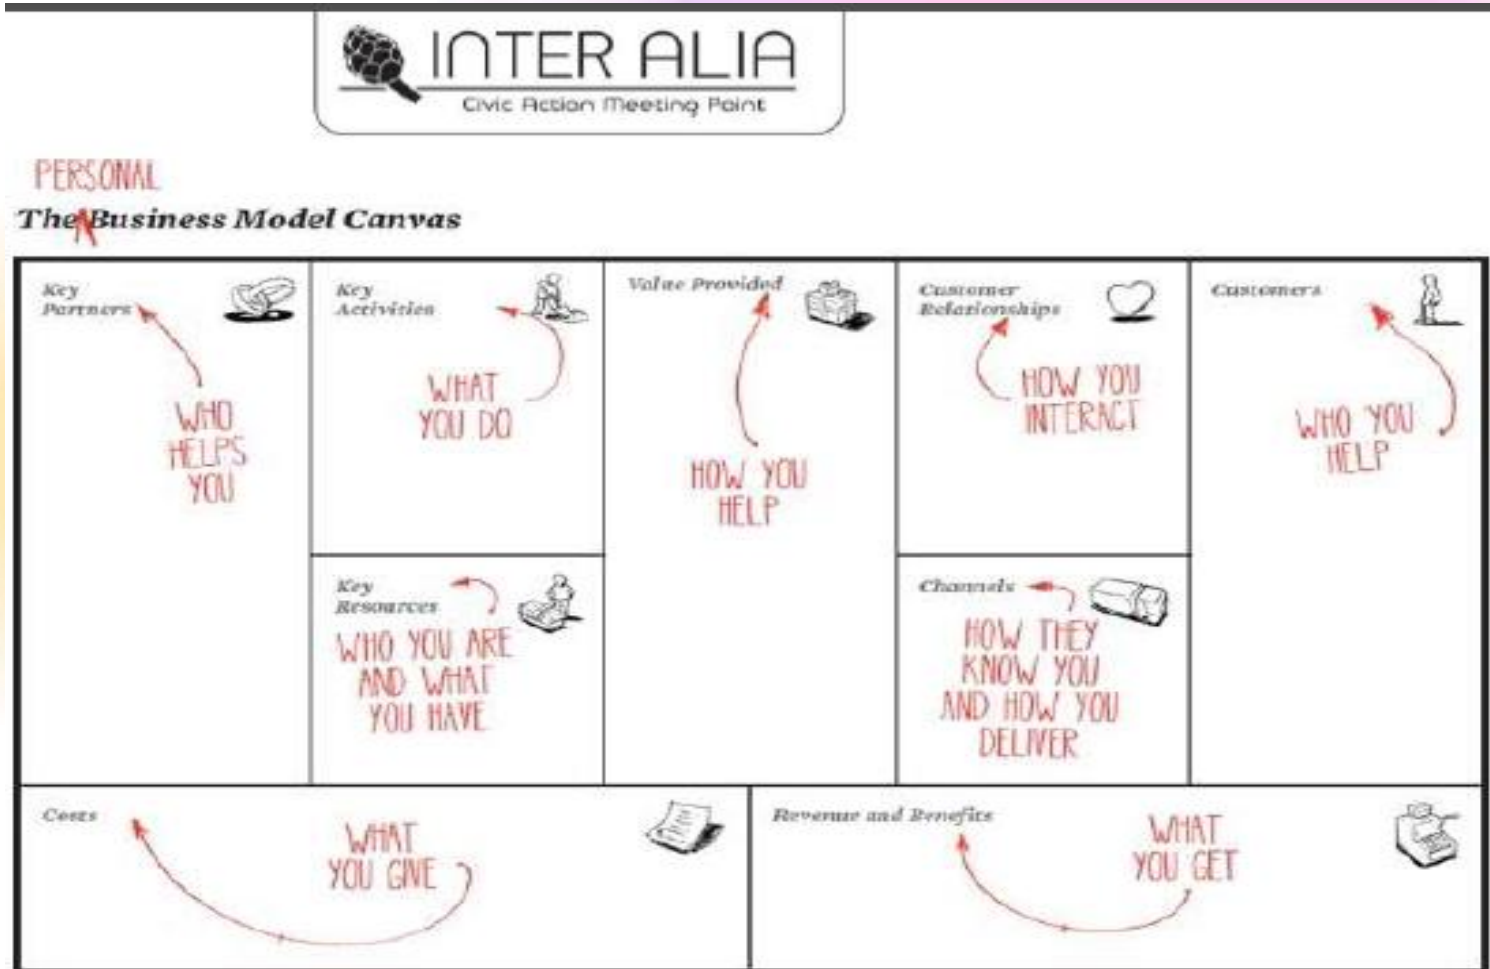 INTER ALIA
Civic Action Meeting Point
PERSONAL
The Business Model Canvas
Key
Partners
WHO
HELPS
YOU
Key
Activities
WHAT
YOU DO
Key
Resources
WHO YOU ARE
AND WHAT
YOU HAVE
Value Provided
HOW YOU
HELP
Customer
Relationships
HOW YOU
INTERACT
Channels
HOW THEY
KNOW YOU
AND HOW YOU
DELIVER
Customers
WHO YOU
HELP
Costs
WHAT
YOU GIVE
Revenue and Benefits
WHAT
YOU GET